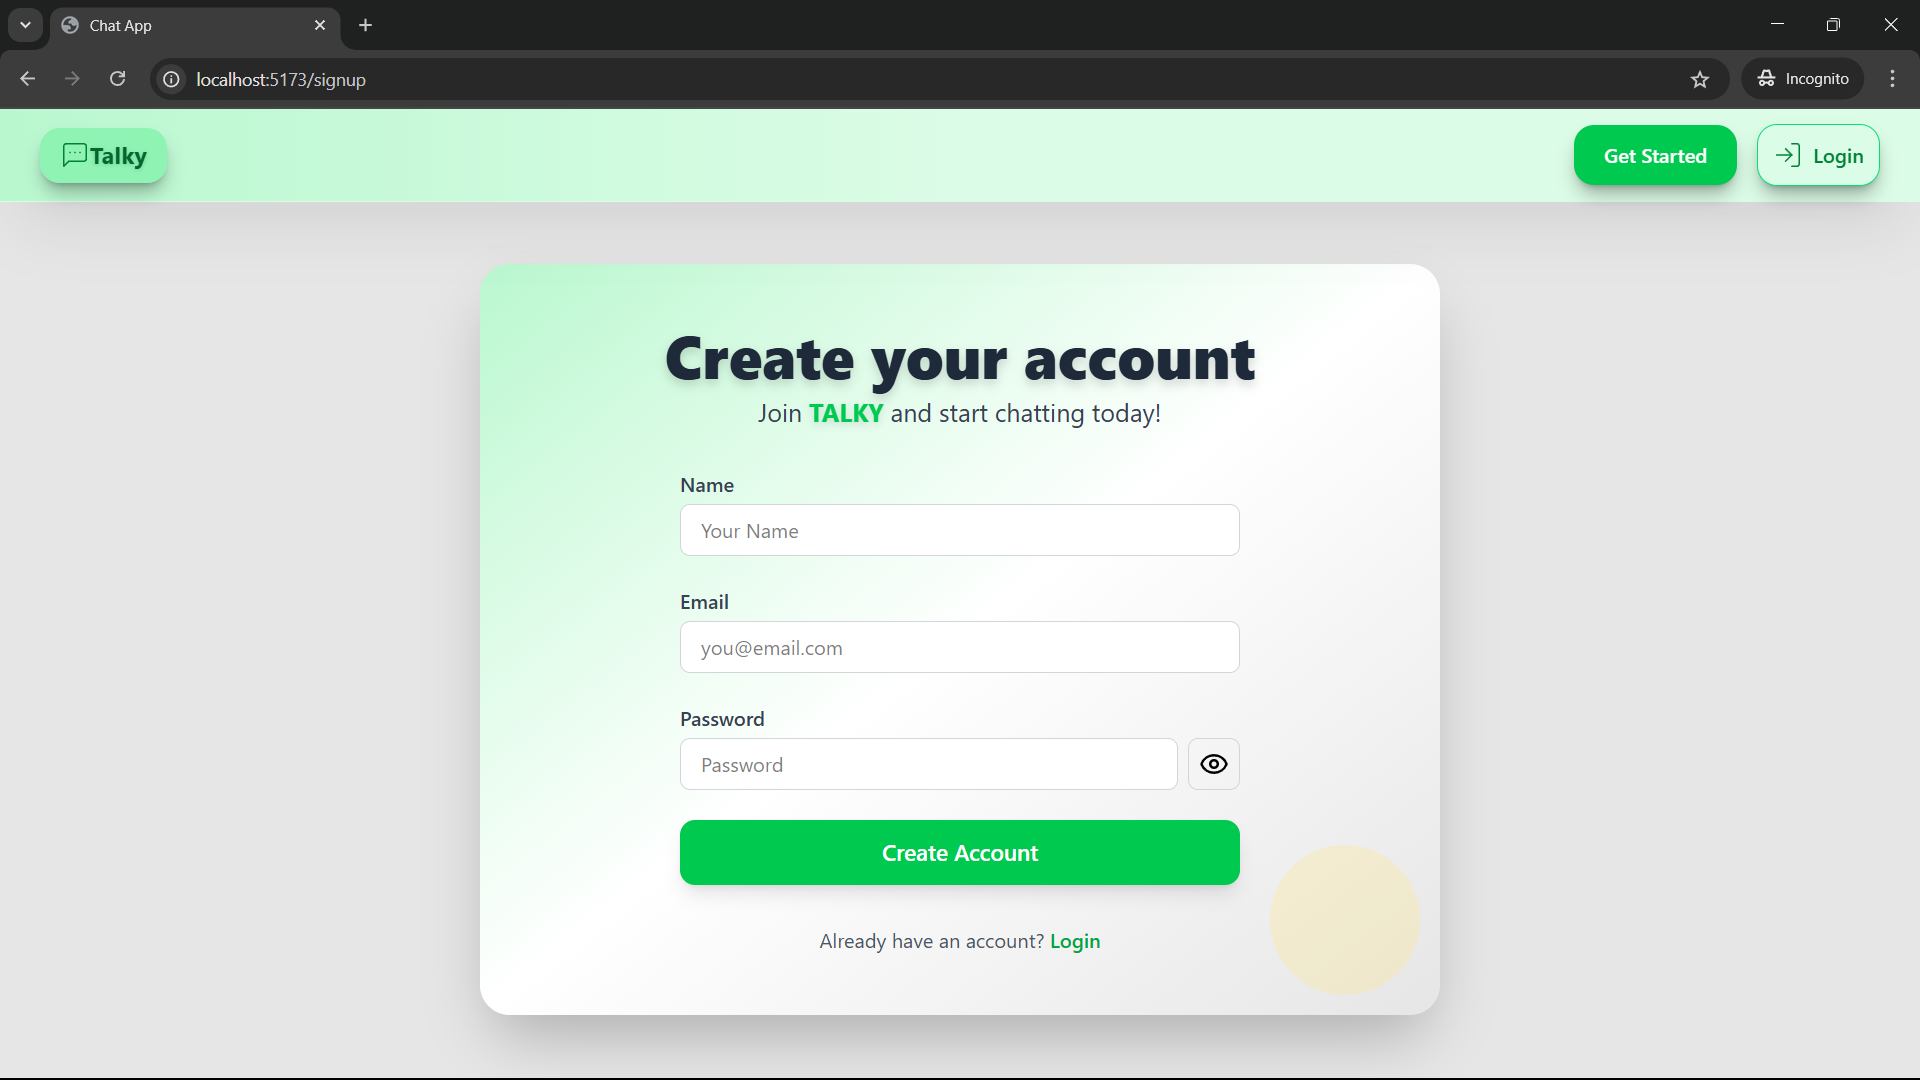 Chat App
localhost:5173/signup
Incognito
Talky
Get Started
Login
Create your account
Join TALKY and start chatting today!
Name
Your Name
Email
you@email.com
Password
Password
Create Account
Already have an account? Login